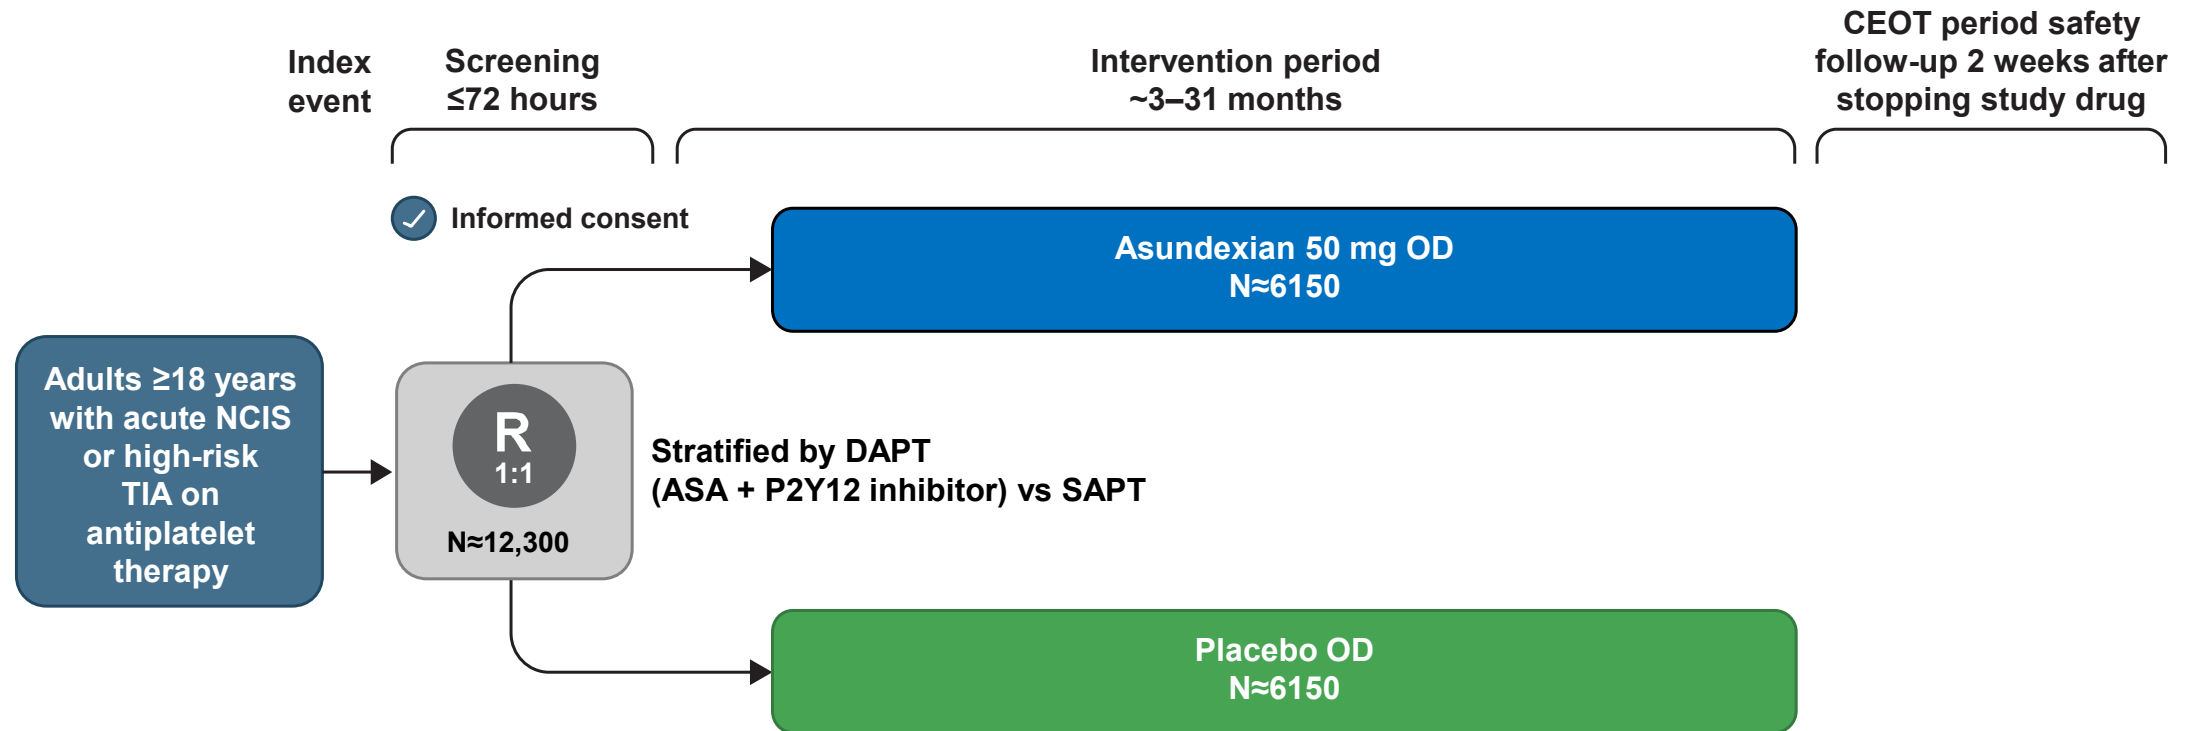 Index
event
Screening
≤72 hours
Intervention period
~3–31 months
CEOT period safety
follow-up 2 weeks after
stopping study drug
Informed consent
Asundexian 50 mg OD
N≈6150
Adults ≥18 years
with acute NCIS
or high-risk
TIA on
antiplatelet
therapy
R
1:1
N≈12,300
Stratified by DAPT
(ASA + P2Y12 inhibitor) vs SAPT
Placebo OD
N≈6150